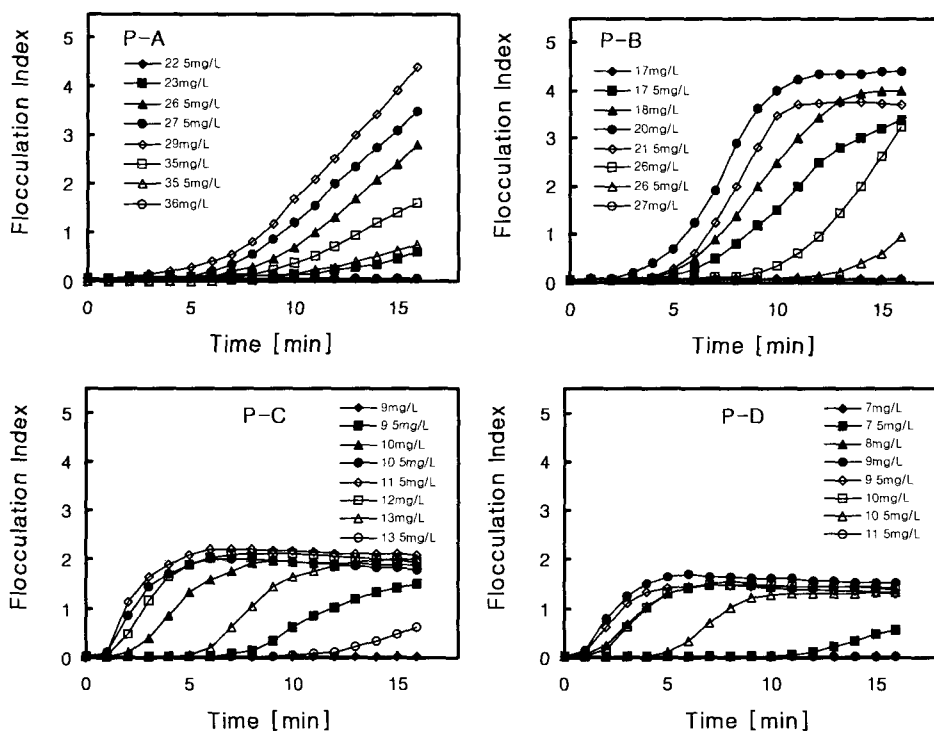 P-A
22 5mg/L
23mg/L
26 5mg/L
27 5mg/L
29mg/L
35mg/L
35 5mg/L
36mg/L
Flocculation Index
5
4
3
2
1
0
0 5 10 15
Time [min]
P-B
17mg/L
17 5mg/L
18mg/L
20mg/L
21 5mg/L
26mg/L
26 5mg/L
27mg/L
Flocculation Index
5
4
3
2
1
0
0 5 10 15
Time [min]
P-C
9mg/L
9 5mg/L
10mg/L
10 5mg/L
11 5mg/L
12mg/L
13mg/L
13 5mg/L
Flocculation Index
5
4
3
2
1
0
0 5 10 15
Time [min]
P-D
7mg/L
7 5mg/L
8mg/L
9mg/L
9 5mg/L
10mg/L
10 5mg/L
11 5mg/L
Flocculation Index
5
4
3
2
1
0
0 5 10 15
Time [min]